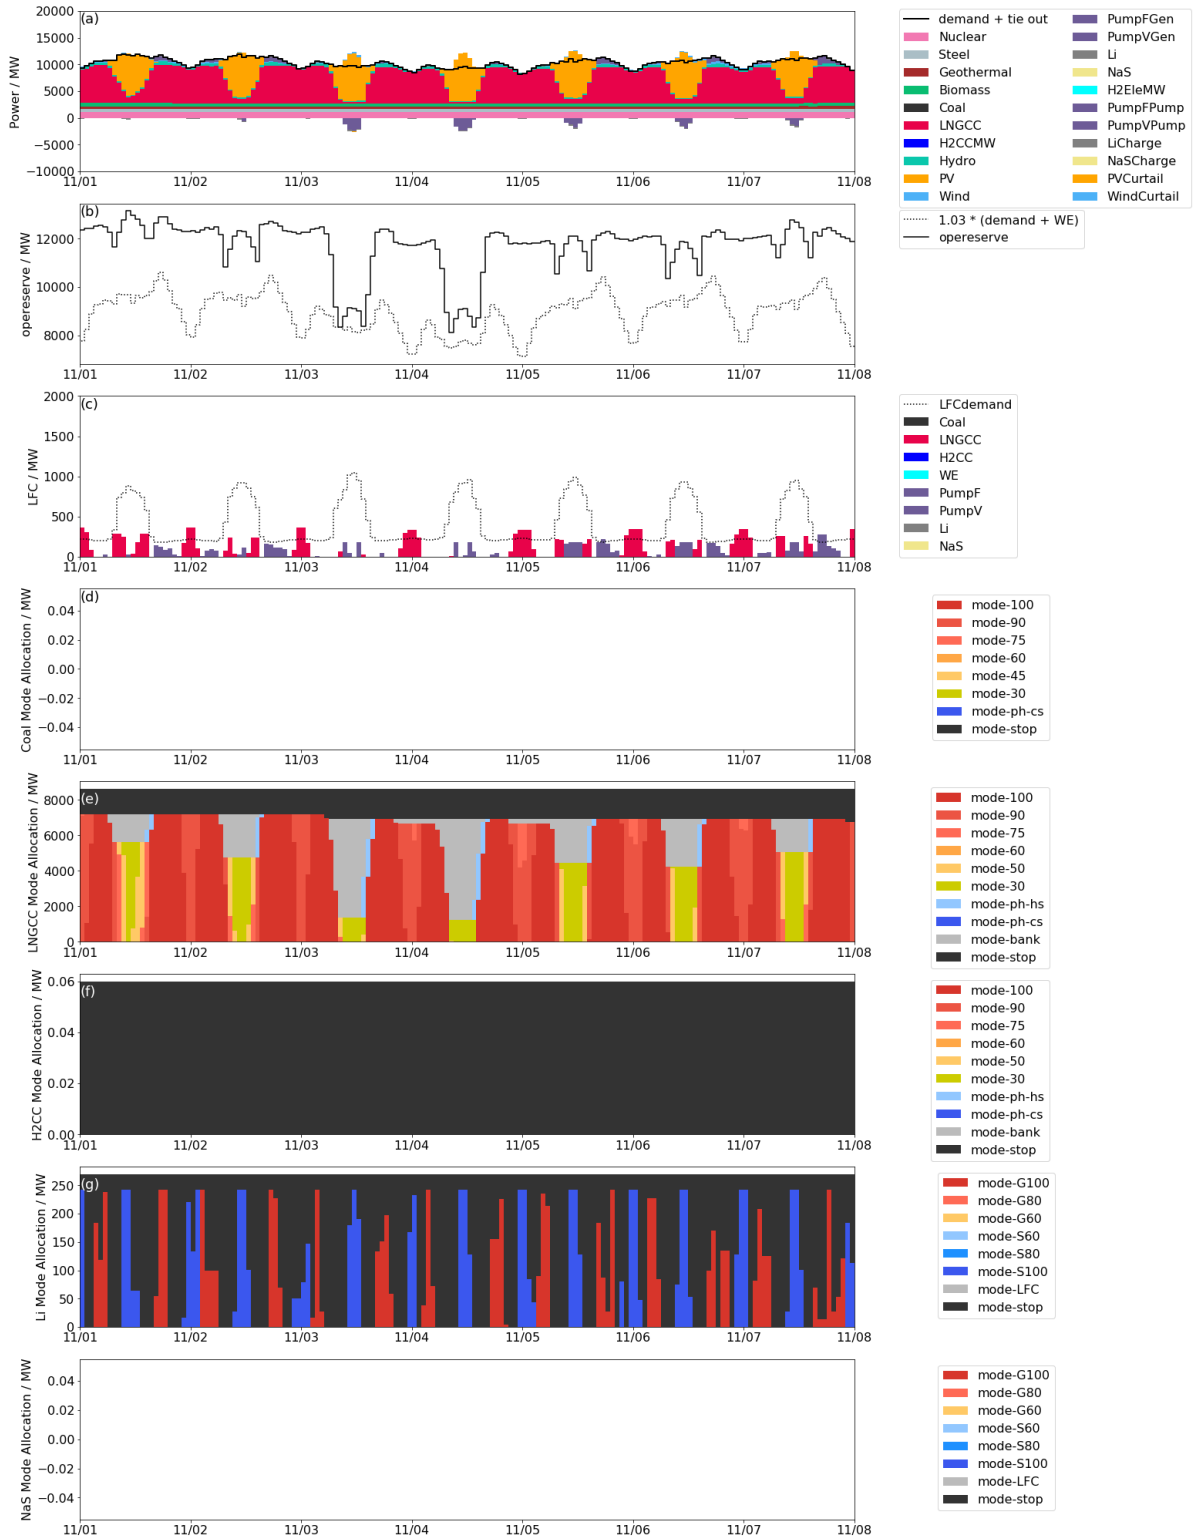 (a)
Power / MW
20000
15000
10000
5000
0
−5000
−10000
11/01 11/02 11/03 11/04 11/05 11/06 11/07 11/08
demand + tie out
Nuclear
Steel
Geothermal
Biomass
Coal
LNGCC
H2CCMW
Hydro
PV
Wind
PumpFGen
PumpVGen
Li
NaS
H2EleMW
PumpFPump
PumpVPump
LiCharge
NaSCharge
PVCurtail
WindCurtail
(b)
opereserve / MW
12000
10000
8000
11/01 11/02 11/03 11/04 11/05 11/06 11/07 11/08
1.03 * (demand + WE)
opereserve
(c)
LFC / MW
2000
1500
1000
500
0
11/01 11/02 11/03 11/04 11/05 11/06 11/07 11/08
LFCdemand
Coal
LNGCC
H2CC
WE
PumpF
PumpV
Li
NaS
(d)
Coal Mode Allocation / MW
0.04
0.02
0.00
−0.02
−0.04
11/01 11/02 11/03 11/04 11/05 11/06 11/07 11/08
mode-100
mode-90
mode-75
mode-60
mode-45
mode-30
mode-ph-cs
mode-stop
(e)
LNGCC Mode Allocation / MW
8000
6000
4000
2000
0
11/01 11/02 11/03 11/04 11/05 11/06 11/07 11/08
mode-100
mode-90
mode-75
mode-60
mode-50
mode-30
mode-ph-hs
mode-ph-cs
mode-bank
mode-stop
(f)
H2CC Mode Allocation / MW
0.06
0.04
0.02
0.00
11/01 11/02 11/03 11/04 11/05 11/06 11/07 11/08
mode-100
mode-90
mode-75
mode-60
mode-50
mode-30
mode-ph-hs
mode-ph-cs
mode-bank
mode-stop
(g)
Li Mode Allocation / MW
250
200
150
100
50
0
11/01 11/02 11/03 11/04 11/05 11/06 11/07 11/08
mode-G100
mode-G80
mode-G60
mode-S60
mode-S80
mode-S100
mode-LFC
mode-stop
NaS Mode Allocation / MW
0.04
0.02
0.00
−0.02
−0.04
11/01 11/02 11/03 11/04 11/05 11/06 11/07 11/08
mode-G100
mode-G80
mode-G60
mode-S60
mode-S80
mode-S100
mode-LFC
mode-stop